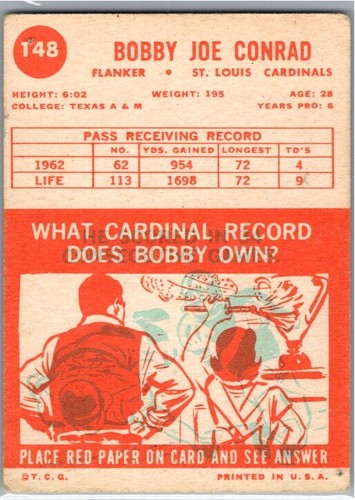 148
BOBBY JOE CONRAD
FLANKER • ST. LOUIS CARDINALS
HEIGHT: 6:02 WEIGHT: 195 AGE: 28
COLLEGE: TEXAS A & M YEARS PRO: 6
PASS RECEIVING RECORD
NO. YDS. GAINED LONGEST TD'S
1962 62 954 72 4
LIFE 113 1698 72 9
WHAT CARDINAL RECORD
DOES BOBBY OWN?
PLACE RED PAPER ON CARD AND SEE ANSWER
©T.C.G. PRINTED IN U.S.A.